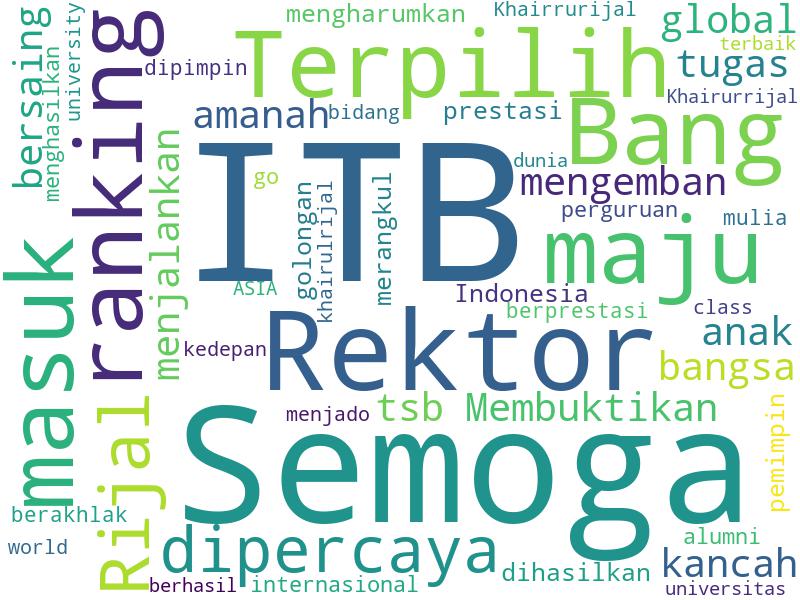 mengharumkan
Khairrurijal
global
terbaik
university
bersaing
menghasilkan
ranking
dipimpin
Terpilih
tugas
Khairurrijal
amanah
bidang
prestasi
Bang
ITB
dunia
mengemban
go
golongan
khairulrijal
merangkul
perguruan
mulia
menjalankan
maju
ASIA
Indonesia
berprestasi
class
masuk
kedepan
Rektor
anak
bangsa
Rijal
menjado
tsb
Membuktikan
pemimpin
Semoga
berakhlak
world
dipercaya
alumni
kancah
berhasil
internasional
dihasilkan
universitas